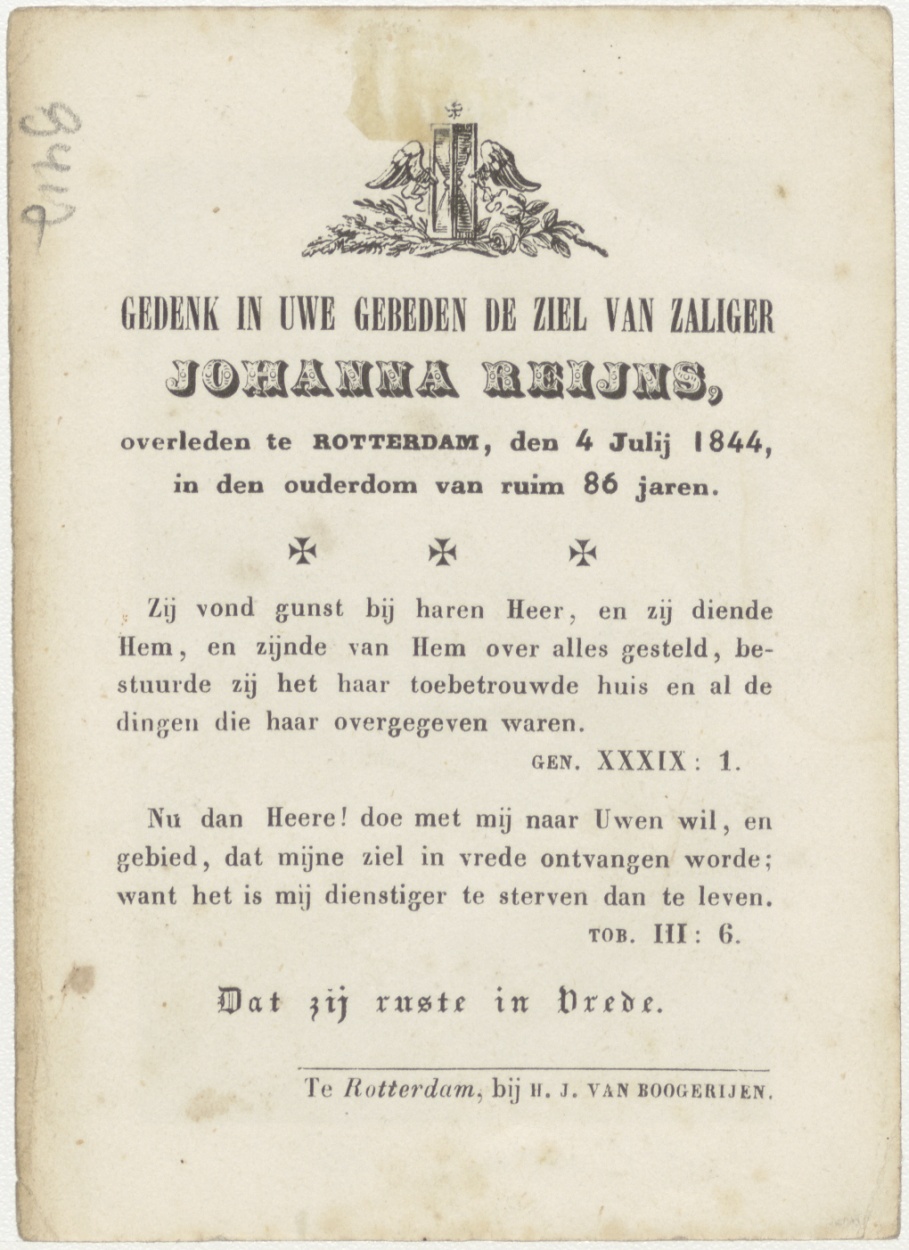 GEDENK IN UWE GEBEDEN DE ZIEL VAN ZALIGER
JOHANNA REIJNS,
overleden te ROTTERDAM, den 4 Julij 1844,
in den ouderdom van ruim 86 jaren.
✠ ✠ ✠
Zij vond gunst bij haren Heer, en zij diende
Hem, en zijnde van Hem over alles gesteld, be-
stuurde zij het haar toebetrouwde huis en al de
dingen die haar overgegeven waren.
GEN. XXXIX: 1.
Nu dan Heere! doe met mij naar Uwen wil, en
gebied, dat mijne ziel in vrede ontvangen worde;
want het is mij dienstiger te sterven dan te leven.
TOB. III: 6.
Dat zij ruste in Vrede.
Te Rotterdam, bij H. J. VAN BOOGERIJEN.